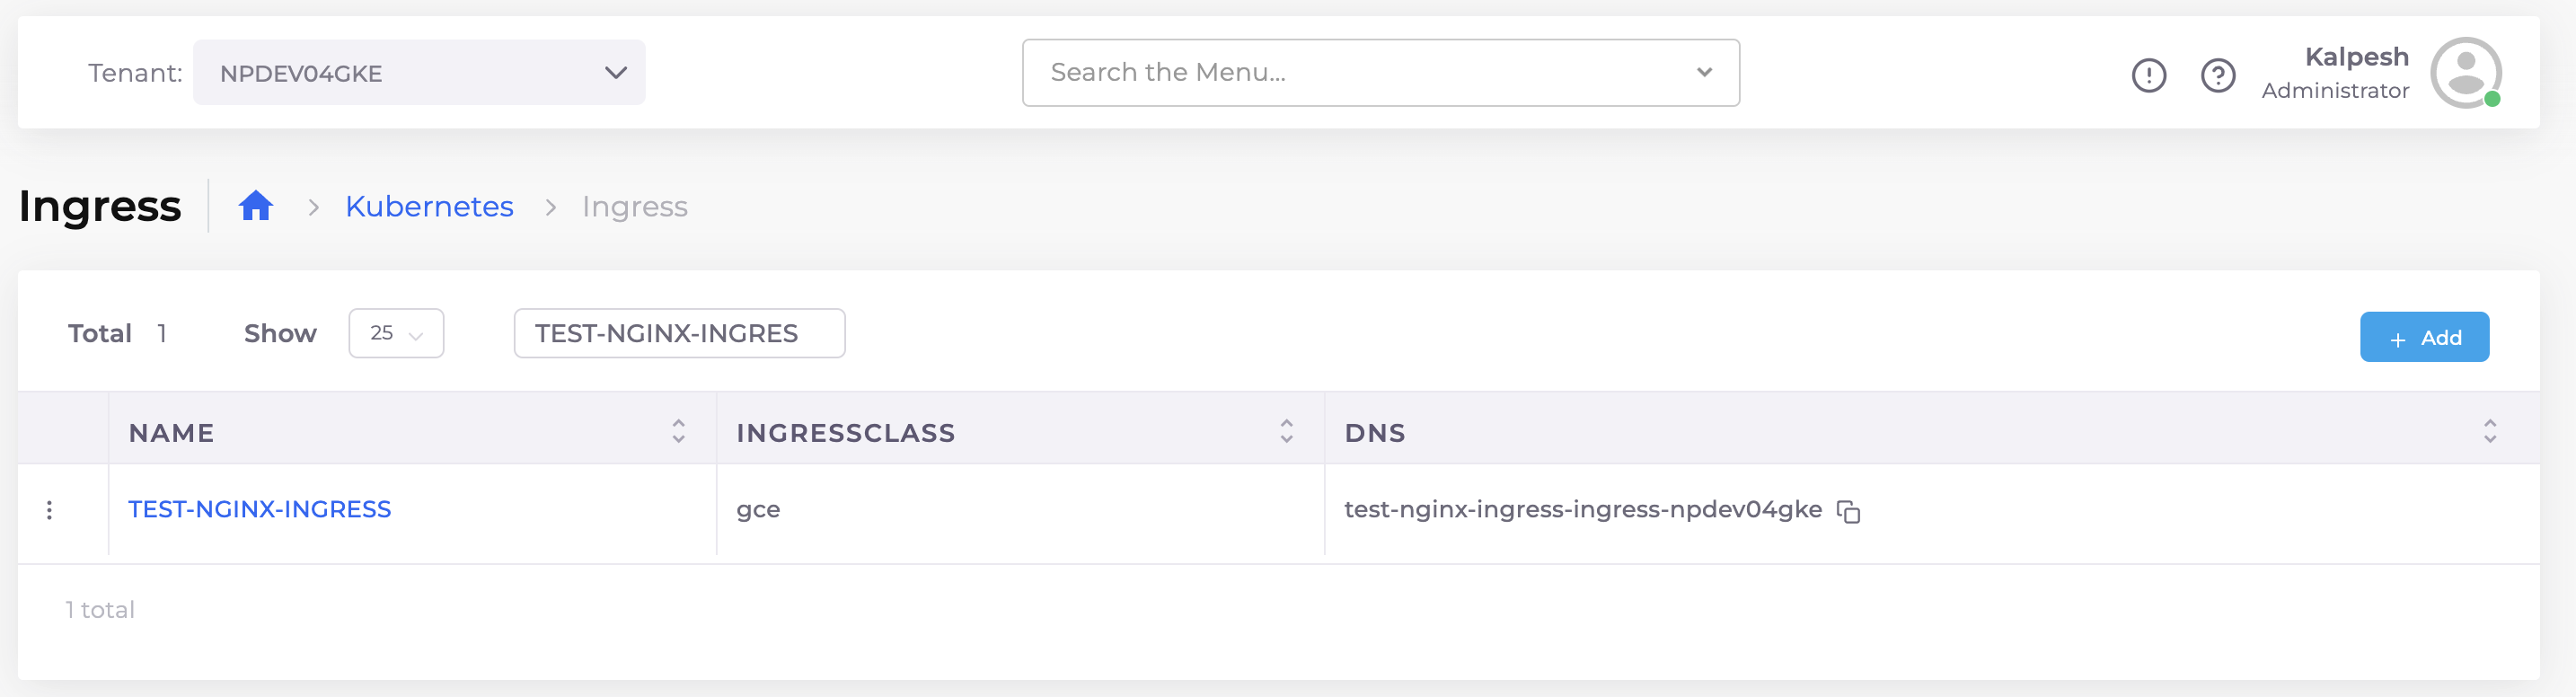 Tenant: NPDEV04GKE Search the Menu... Kalpesh
Administrator
Ingress Kubernetes Ingress
Total 1 Show 25 TEST-NGINX-INGRES + Add
NAME INGRESSCLASS DNS
TEST-NGINX-INGRESS gce test-nginx-ingress-ingress-npdev04gke
1 total